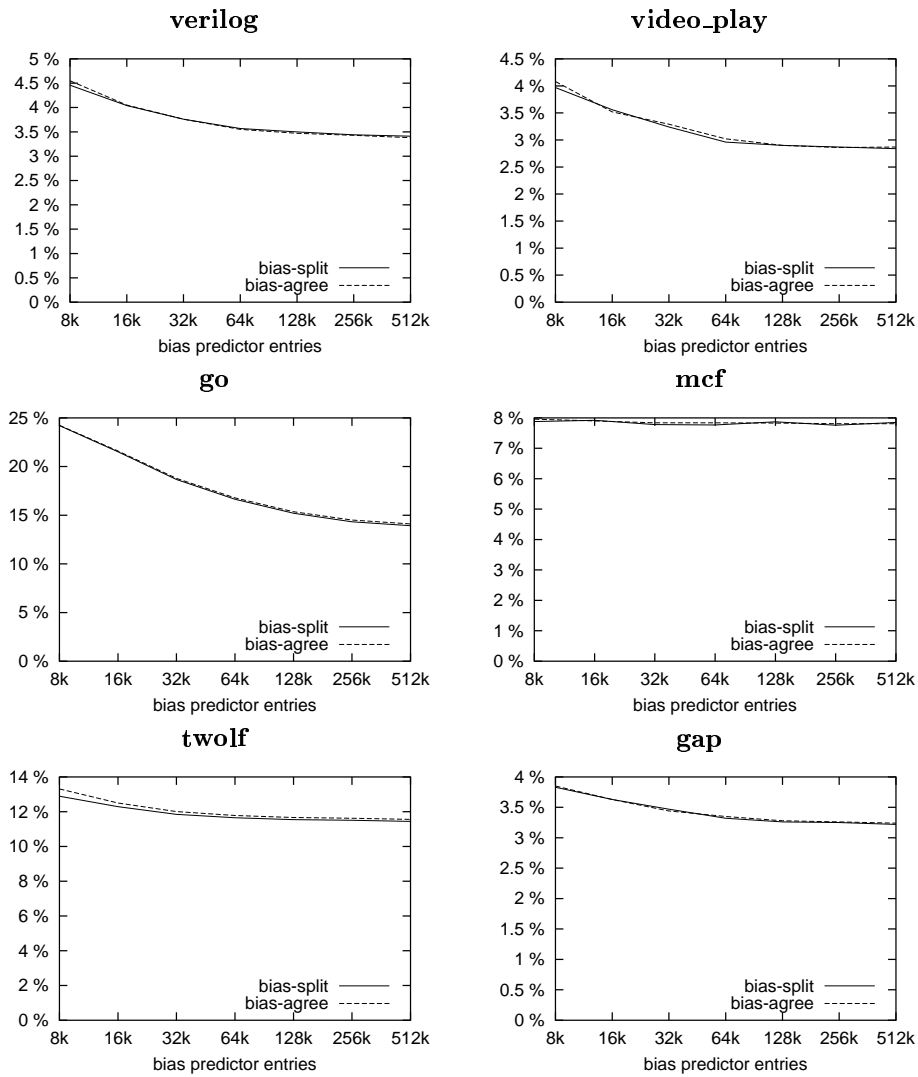 verilog
5 %
4.5 %
4 %
3.5 %
3 %
2.5 %
2 %
1.5 %
1 %
0.5 %
0 %
bias-split
bias-agree
8k 16k 32k 64k 128k 256k 512k
bias predictor entries
video_play
4.5 %
4 %
3.5 %
3 %
2.5 %
2 %
1.5 %
1 %
0.5 %
0 %
bias-split
bias-agree
8k 16k 32k 64k 128k 256k 512k
bias predictor entries
go
25 %
20 %
15 %
10 %
5 %
0 %
bias-split
bias-agree
8k 16k 32k 64k 128k 256k 512k
bias predictor entries
mcf
8 %
7 %
6 %
5 %
4 %
3 %
2 %
1 %
0 %
bias-split
bias-agree
8k 16k 32k 64k 128k 256k 512k
bias predictor entries
twolf
14 %
12 %
10 %
8 %
6 %
4 %
2 %
0 %
bias-split
bias-agree
8k 16k 32k 64k 128k 256k 512k
bias predictor entries
gap
4 %
3.5 %
3 %
2.5 %
2 %
1.5 %
1 %
0.5 %
0 %
bias-split
bias-agree
8k 16k 32k 64k 128k 256k 512k
bias predictor entries